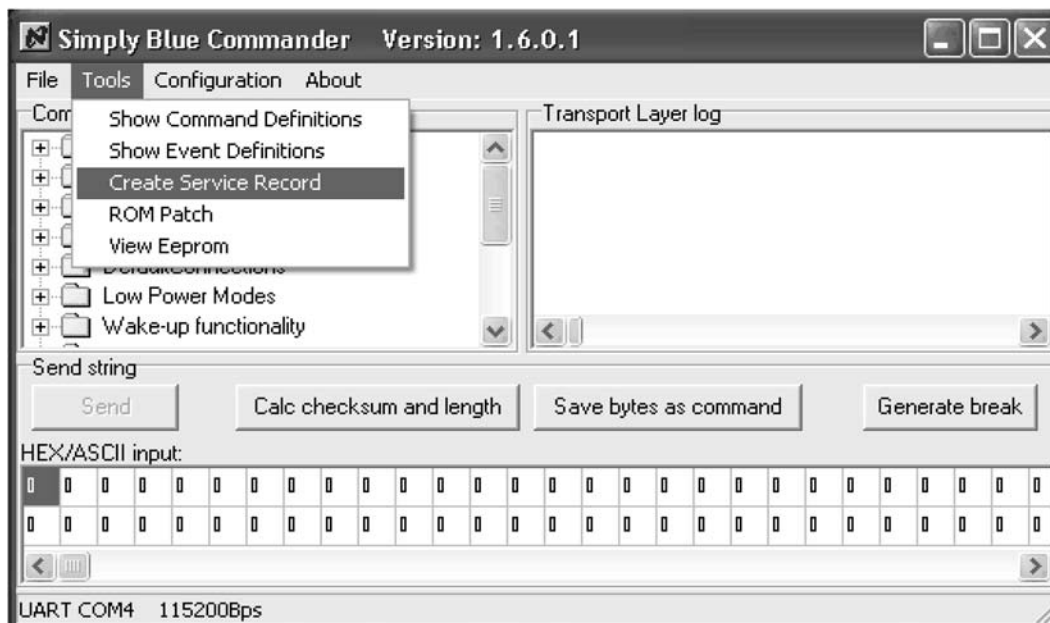 Simply Blue Commander Version: 1.6.0.1
File Tools Configuration About
Show Command Definitions
Show Event Definitions
Create Service Record
ROM Patch
View Eeprom
Low Power Modes
Wake-up functionality
Transport Layer log
Send string
Send Calc checksum and length Save bytes as command Generate break
HEX/ASCII input:
UART COM4 115200Bps